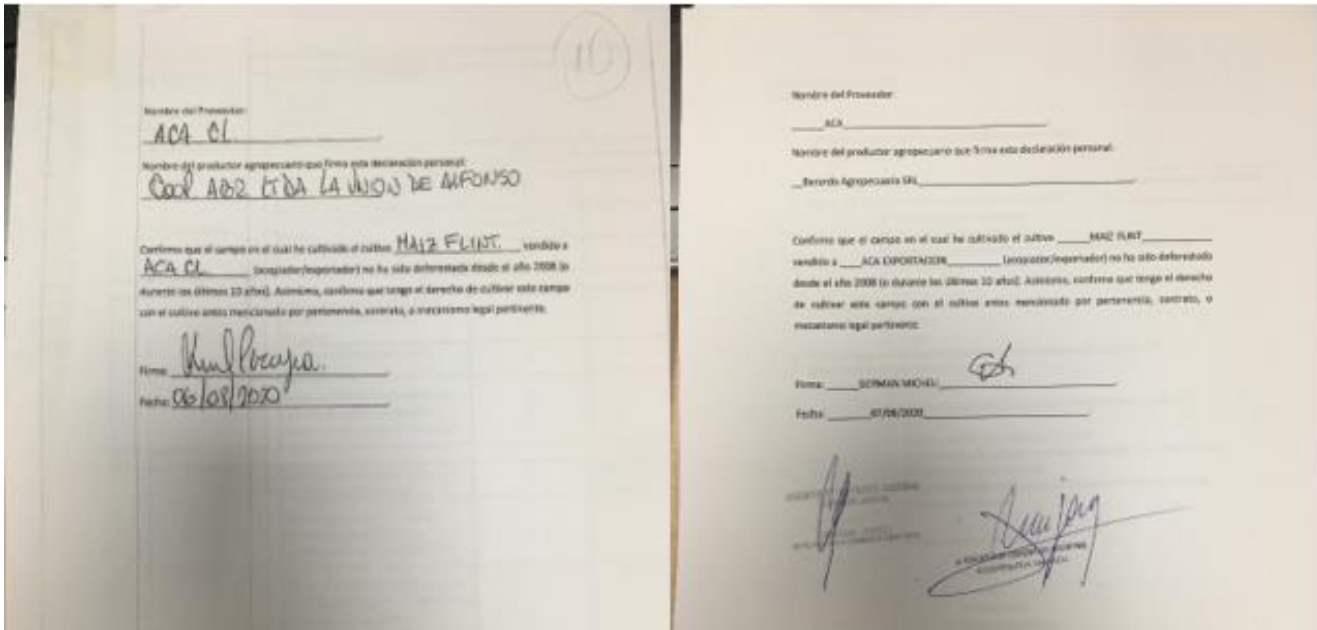 Nombre del Proveedor:
ACA CL
Nombre del productor agropecuario que firma esta declaración personal:
LTDA LA UNION DE ALFONSO
Confirmo que el campo en el cual he cultivado el cultivo MAIZ FLINT. vendido a
ACA CL (acopiador/exportador) no ha sido deforestado desde el año 2008 (o
durante los últimos 10 años). Asimismo, confirmo que tengo el derecho de cultivar este campo
con el cultivo antes mencionado por pertenencia, contrato, o mecanismo legal pertinente.
Firma:
Fecha: 06/08/2020
Nombre del Proveedor:
ACA
Nombre del productor agropecuario que firma esta declaración personal:
Agropecuaria SRL
Confirmo que el campo en el cual he cultivado el cultivo MAIZ FLINT
vendido a ACA EXPORTACION (acopiador/exportador) no ha sido deforestado
desde el año 2008 (o durante los últimos 10 años). Asimismo, confirmo que tengo el derecho
de cultivar este campo con el cultivo antes mencionado por pertenencia, contrato, o
mecanismo legal pertinente.
Firma: GERMAN MICHELI
Fecha: 07/08/2020